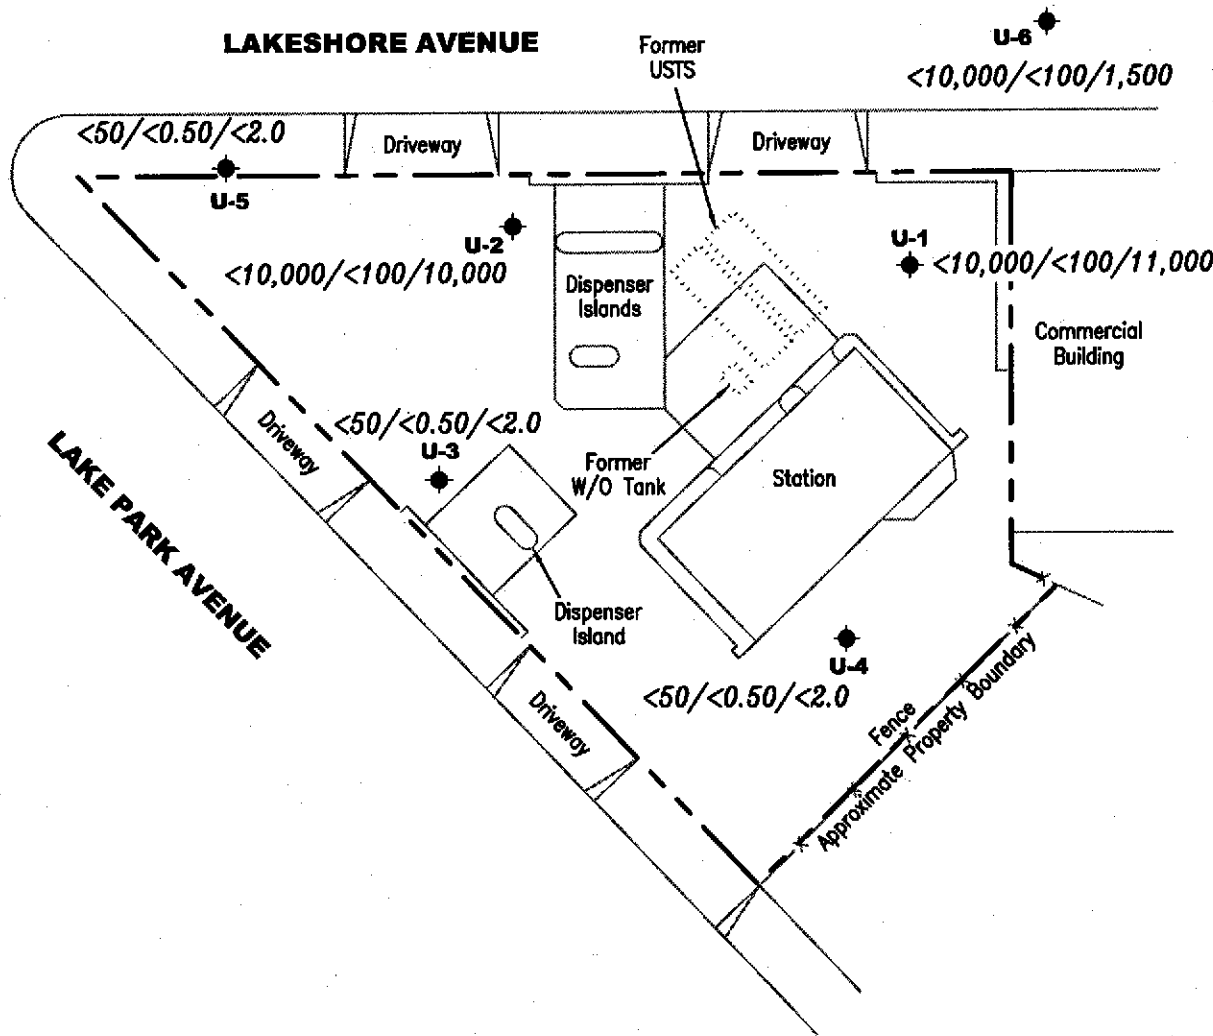 LAKESHORE AVENUE
Former
USTS
U-6
<10,000/<100/1,500
<50/<0.50/<2.0
Driveway
Driveway
U-5
U-2
<10,000/<100/10,000
U-1
<10,000/<100/11,000
Dispenser
Islands
Commercial
Building
Driveway
<50/<0.50/<2.0
U-3
LAKE PARK AVENUE
Former
W/O Tank
Station
Dispenser
Island
U-4
<50/<0.50/<2.0
Driveway
Fence
Approximate Property Boundary